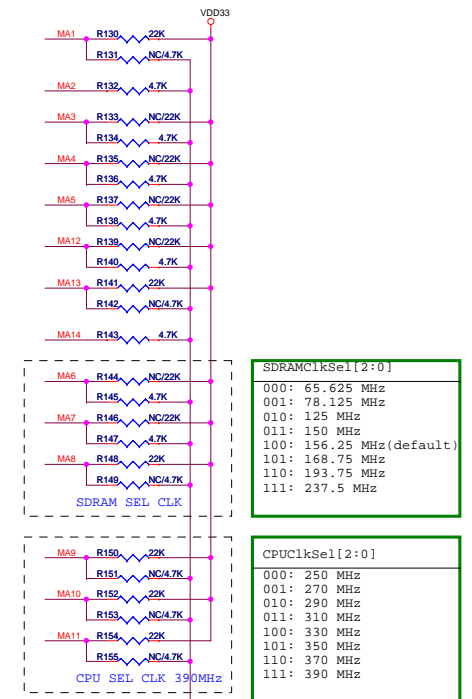 VDD33
MA1 R130 22K
R131 NC/4.7K
MA2 R132 4.7K
MA3 R133 NC/22K
R134 4.7K
MA4 R135 NC/22K
R136 4.7K
MA5 R137 NC/22K
R138 4.7K
MA12 R139 NC/22K
R140 4.7K
MA13 R141 22K
R142 NC/4.7K
MA14 R143 4.7K
MA6 R144 NC/22K
R145 4.7K
MA7 R146 NC/22K
R147 4.7K
MA8 R148 22K
R149 NC/4.7K
SDRAM SEL CLK
SDRAMClkSel[2:0]
000: 65.625 MHz
001: 78.125 MHz
010: 125 MHz
011: 150 MHz
100: 156.25 MHz(default)
101: 168.75 MHz
110: 193.75 MHz
111: 237.5 MHz
MA9 R150 22K
R151 NC/4.7K
MA10 R152 22K
R153 NC/4.7K
MA11 R154 22K
R155 NC/4.7K
CPU SEL CLK 390MHz
CPUClkSel[2:0]
000: 250 MHz
001: 270 MHz
010: 290 MHz
011: 310 MHz
100: 330 MHz
101: 350 MHz
110: 370 MHz
111: 390 MHz